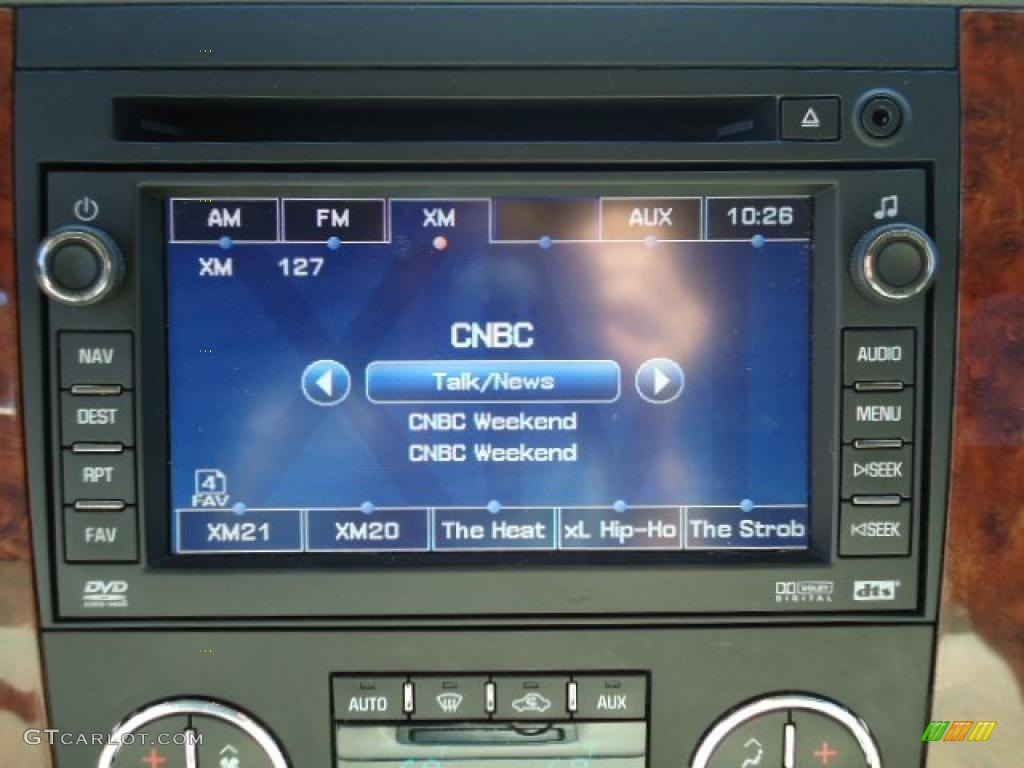 AM FM XM AUX 10:26
XM 127
CNBC
NAV AUDIO
Talk/News
DEST MENU
CNBC Weekend
CNBC Weekend
RPT SEEK
4
FAV
FAV XM21 XM20 The Heat xL Hip-Ho The Strob SEEK
DVD
DOLBY
DIGITAL
dts
AUTO AUX
GTCARLOT.COM